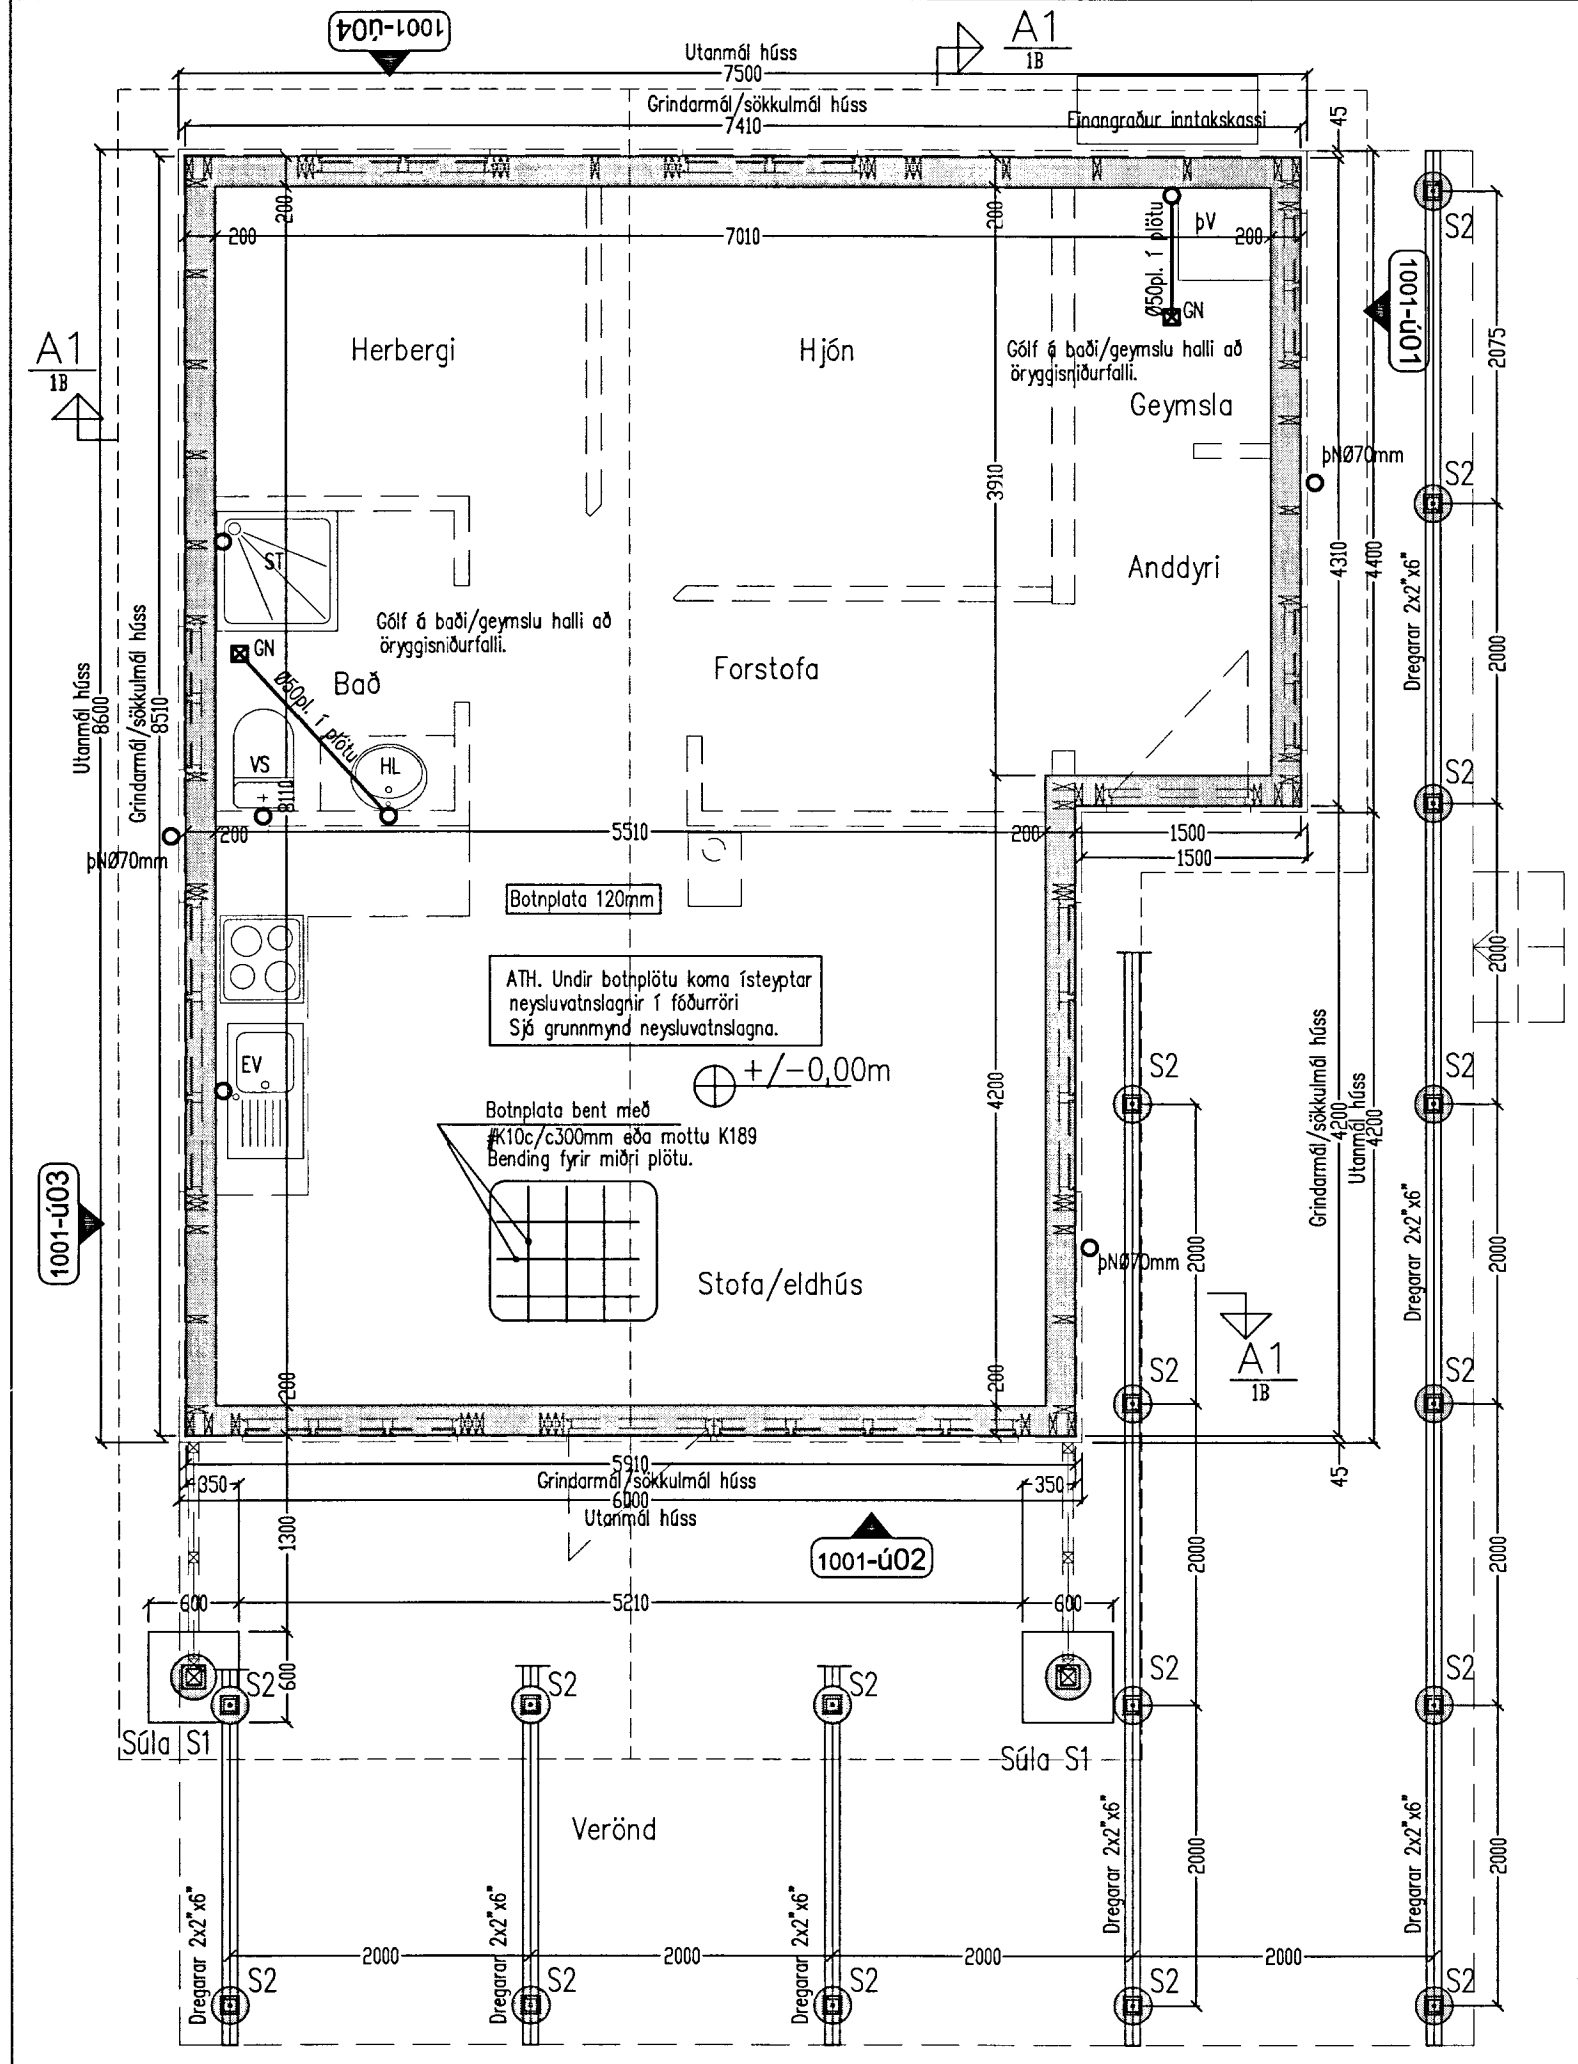 1001-ú04
Utanmál húss
7500
A1
1B
Grindarmál/sökkulmál húss
7410
Einangraður inntakskassi
45
200
200
7010
200
200
þV
Ø50pl. í plötu
GN
S2
2075
1001-ú01
A1
1B
Herbergi
Hjón
Gólf á baði/geymslu halli að
öryggisniðurfalli.
Geymsla
þNØ70mm
S2
3910
4310
4400
Dregarar 2x2"x6"
ST
Anddyri
Gólf á baði/geymslu halli að
öryggisniðurfalli.
GN
Bað
Ø50pl. í plötu
Forstofa
2000
Utanmál húss
8600
Grindarmál/sökkulmál húss
8510
VS
HL
8110
S2
þNØ70mm
200
5510
200
1500
1500
Botnplata 120mm
ATH. Undir botnplötu koma ísteyptar
neysluvatnslagnir í fóðurröri
Sjá grunnmynd neysluvatnslagna.
2000
EV
+/-0,00m
S2
S2
Botnplata bent með
#K10c/c300mm eða mottu K189
Bending fyrir miðri plötu.
4200
Grindarmál/sökkulmál húss
4200
Utanmál húss
4200
1001-ú03
Stofa/eldhús
þNØ70mm
2000
Dregarar 2x2"x6"
2000
A1
1B
S2
S2
200
200
5910
350
Grindarmál/sökkulmál húss
350
6000
Utanmál húss
45
1300
1001-ú02
2000
2000
600
5210
600
600
S2
S2
S2
S2
S2
Súla S1
Súla S1
Verönd
Dregarar 2x2"x6"
Dregarar 2x2"x6"
Dregarar 2x2"x6"
Dregarar 2x2"x6"
2000
Dregarar 2x2"x6"
2000
2000
2000
2000
2000
S2
S2
S2
S2
S2